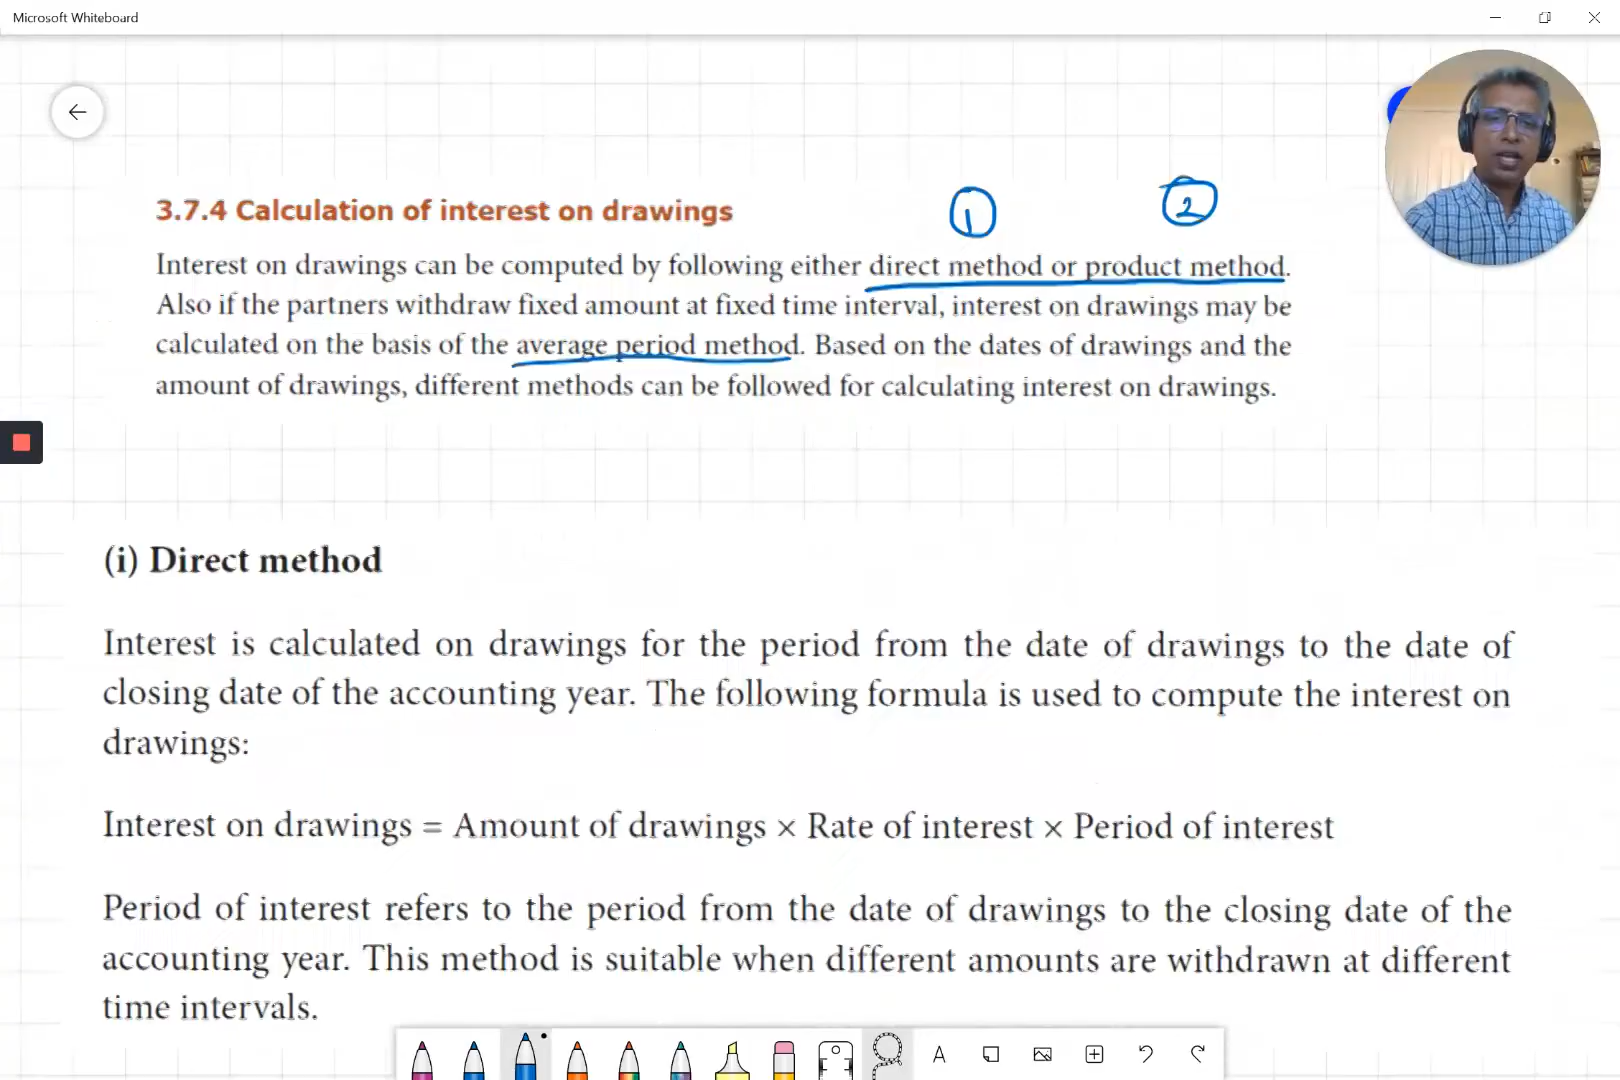 Microsoft Whiteboard
1 2
3.7.4 Calculation of interest on drawings
Interest on drawings can be computed by following either direct method or product method.
Also if the partners withdraw fixed amount at fixed time interval, interest on drawings may be
calculated on the basis of the average period method. Based on the dates of drawings and the
amount of drawings, different methods can be followed for calculating interest on drawings.
(i) Direct method
Interest is calculated on drawings for the period from the date of drawings to the date of
closing date of the accounting year. The following formula is used to compute the interest on
drawings:
Interest on drawings = Amount of drawings × Rate of interest × Period of interest
Period of interest refers to the period from the date of drawings to the closing date of the
accounting year. This method is suitable when different amounts are withdrawn at different
time intervals.
A